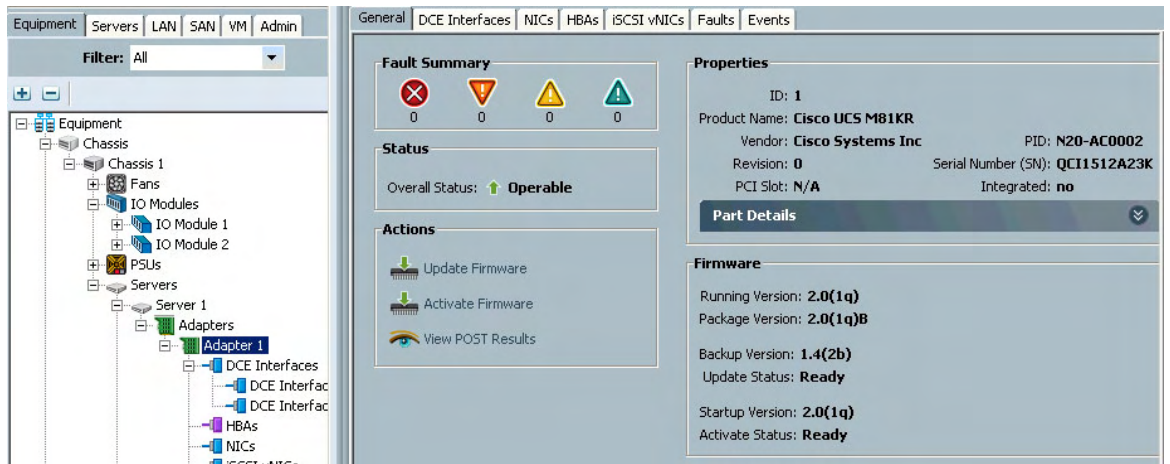 Equipment Servers LAN SAN VM Admin
Filter: All
Equipment
Chassis
Chassis 1
Fans
IO Modules
IO Module 1
IO Module 2
PSUs
Servers
Server 1
Adapters
Adapter 1
DCE Interfaces
DCE Interfac
DCE Interfac
HBAs
NICs
iSCSI vNICs
General DCE Interfaces NICs HBAs iSCSI vNICs Faults Events
Fault Summary
0 0 0 0
Status
Overall Status: Operable
Actions
Update Firmware
Activate Firmware
View POST Results
Properties
ID: 1
Product Name: Cisco UCS M81KR
Vendor: Cisco Systems Inc PID: N20-AC0002
Revision: 0 Serial Number (SN): QCI1512A23K
PCI Slot: N/A Integrated: no
Part Details
Firmware
Running Version: 2.0(1q)
Package Version: 2.0(1q)B
Backup Version: 1.4(2b)
Update Status: Ready
Startup Version: 2.0(1q)
Activate Status: Ready